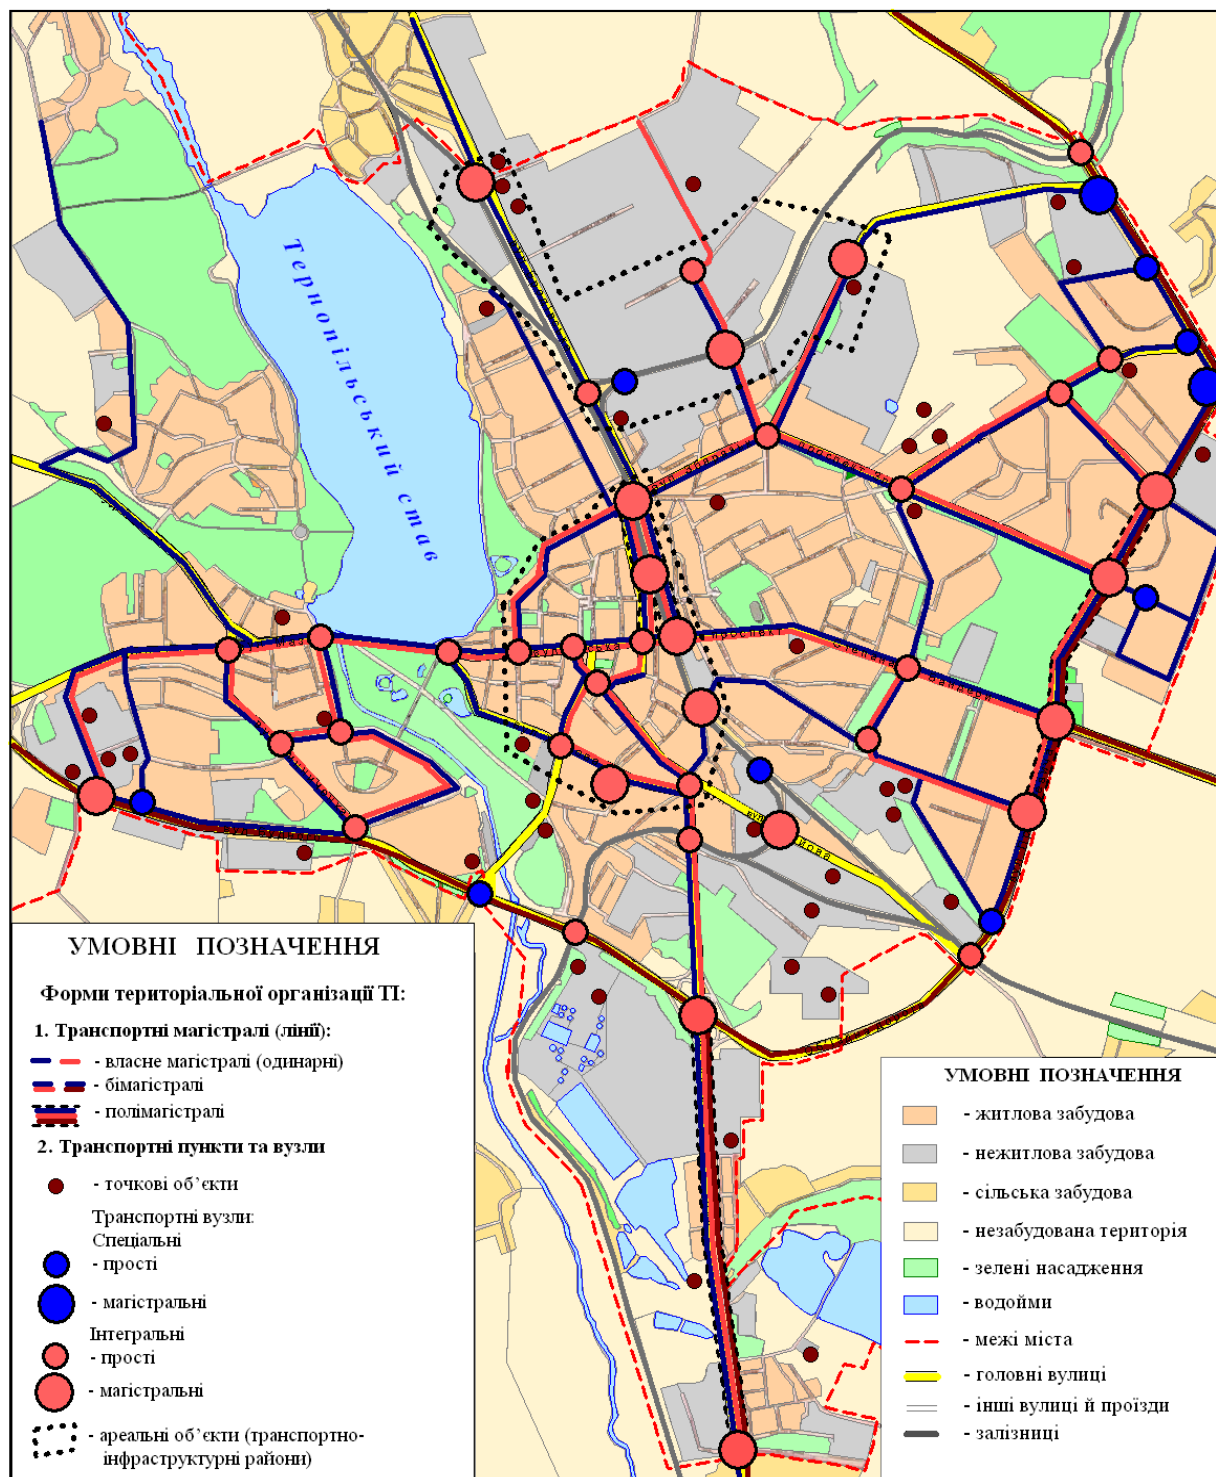 Тернопільський став
проспект
УМОВНІ ПОЗНАЧЕННЯ
Форми територіальної організації ТІ:
1. Транспортні магістралі (лінії):
- власне магістралі (одинарні)
- бімагістралі
- полімагістралі
2. Транспортні пункти та вузли
- точкові об’єкти
Транспортні вузли:
Спеціальні
- прості
- магістральні
Інтегральні
- прості
- магістральні
- ареальні об’єкти (транспортно-
інфраструктурні райони)
УМОВНІ ПОЗНАЧЕННЯ
- житлова забудова
- нежитлова забудова
- сільська забудова
- незабудована територія
- зелені насадження
- водойми
- межі міста
- головні вулиці
- інші вулиці й проїзди
- залізниці